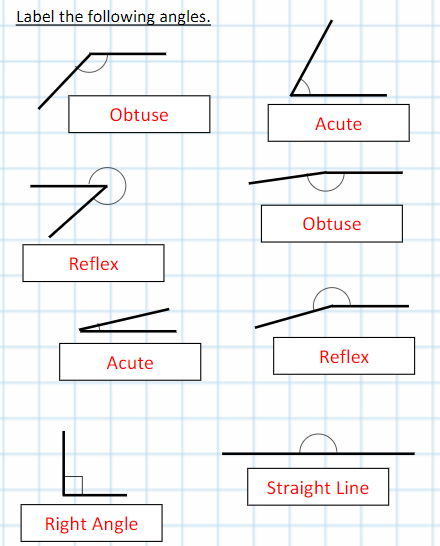 Label the following angles.
Obtuse
Acute
Reflex
Obtuse
Acute
Reflex
Right Angle
Straight Line